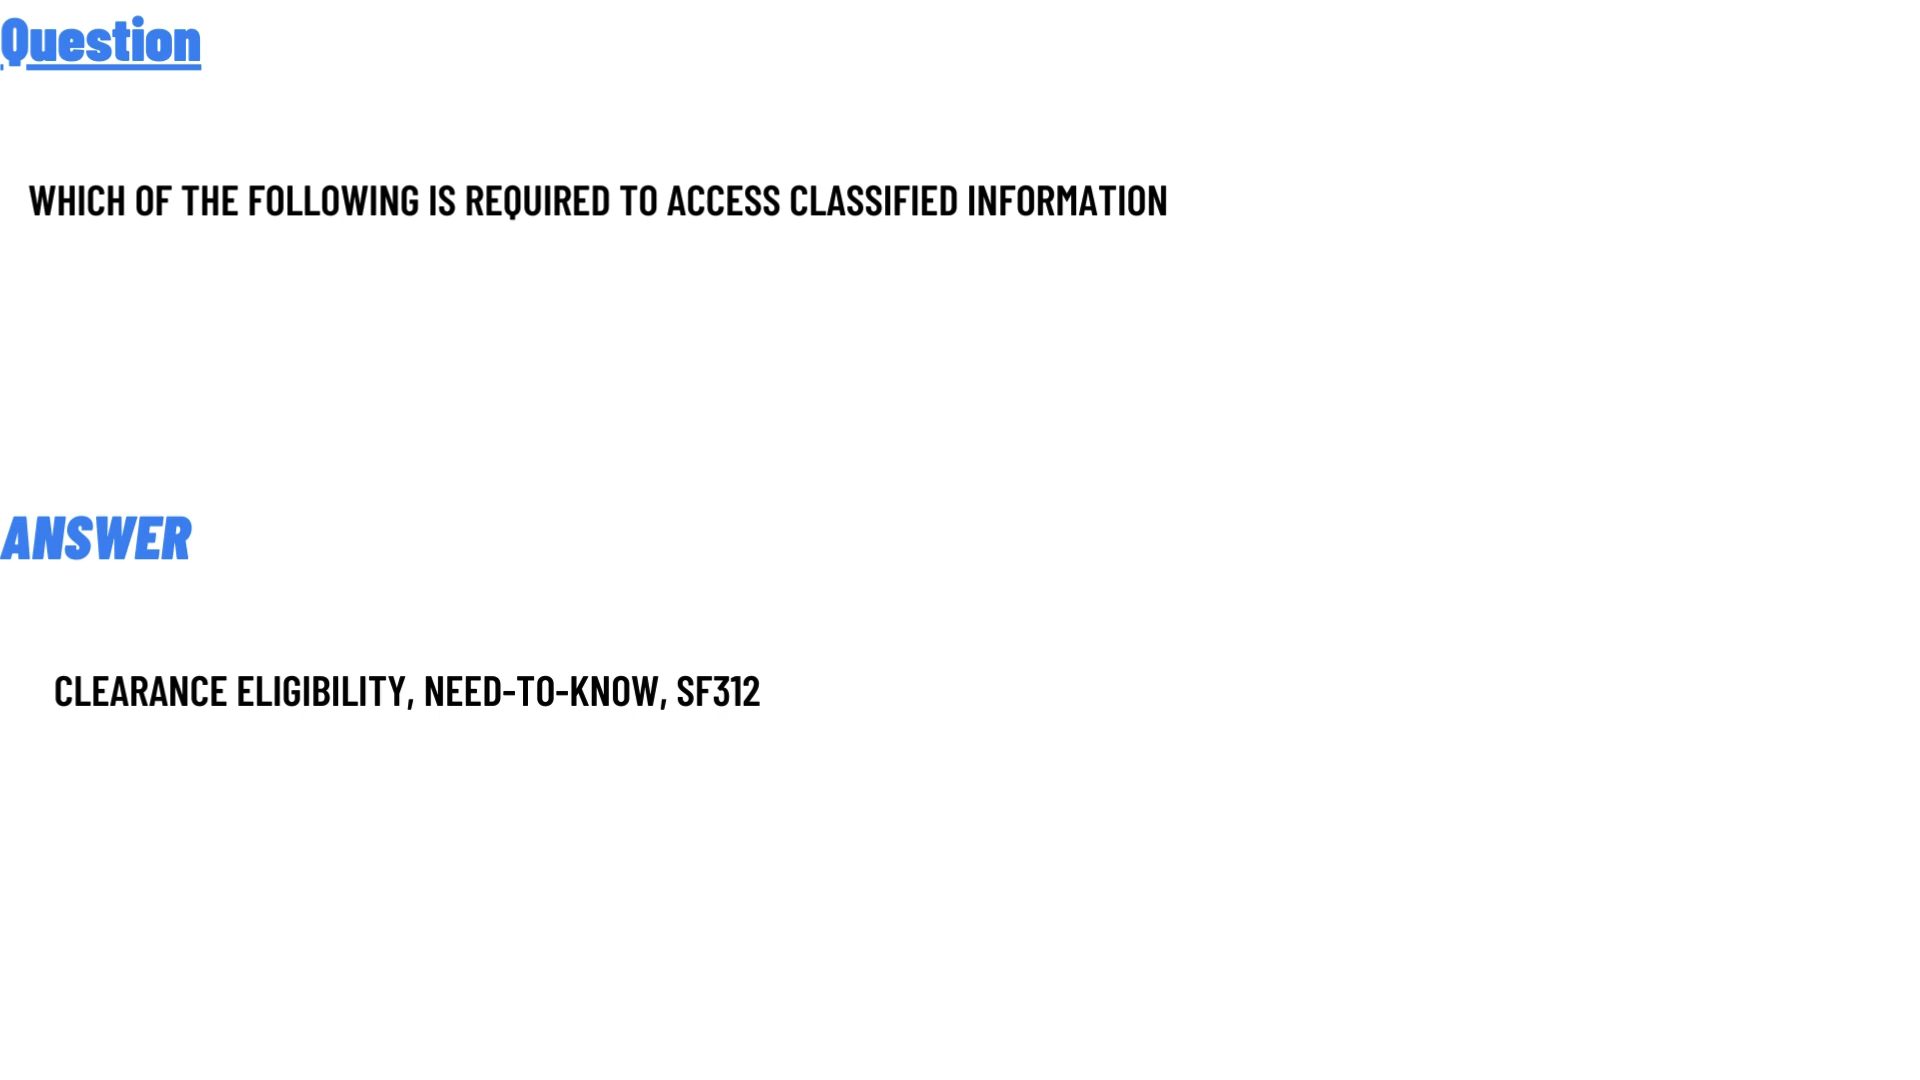 Question
WHICH OF THE FOLLOWING IS REQUIRED TO ACCESS CLASSIFIED INFORMATION
ANSWER
CLEARANCE ELIGIBILITY, NEED-TO-KNOW, SF312